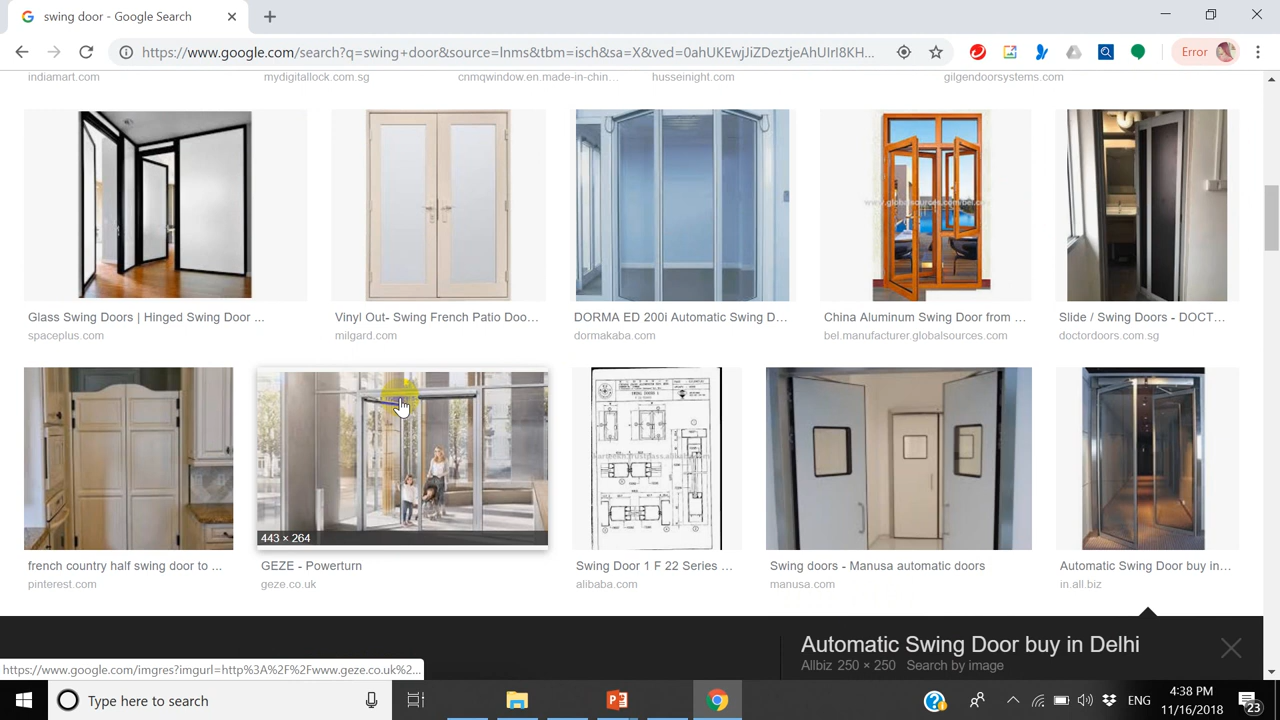 swing door - Google Search
https://www.google.com/search?q=swing+door&source=lnms&tbm=isch&sa=X&ved=0ahUKEwjiZDeztjeAhUIrI8KH...
Error
indiamart.com
mydigitallock.com.sg
cnmqwindow.en.made-in-chin...
husseinight.com
gilgendoorsystems.com
Glass Swing Doors | Hinged Swing Door ...
spaceplus.com
Vinyl Out- Swing French Patio Doo...
milgard.com
DORMA ED 200i Automatic Swing D...
dormakaba.com
China Aluminum Swing Door from ...
bel.manufacturer.globalsources.com
Slide / Swing Doors - DOCT...
doctordoors.com.sg
443 × 264
french country half swing door to ...
pinterest.com
GEZE - Powerturn
geze.co.uk
Swing Door 1 F 22 Series ...
alibaba.com
Swing doors - Manusa automatic doors
manusa.com
Automatic Swing Door buy in...
in.all.biz
Automatic Swing Door buy in Delhi
Allbiz 250 × 250 Search by image
https://www.google.com/imgres?imgurl=http%3A%2F%2Fwww.geze.co.uk%2...
Type here to search
ENG
4:38 PM
11/16/2018
23